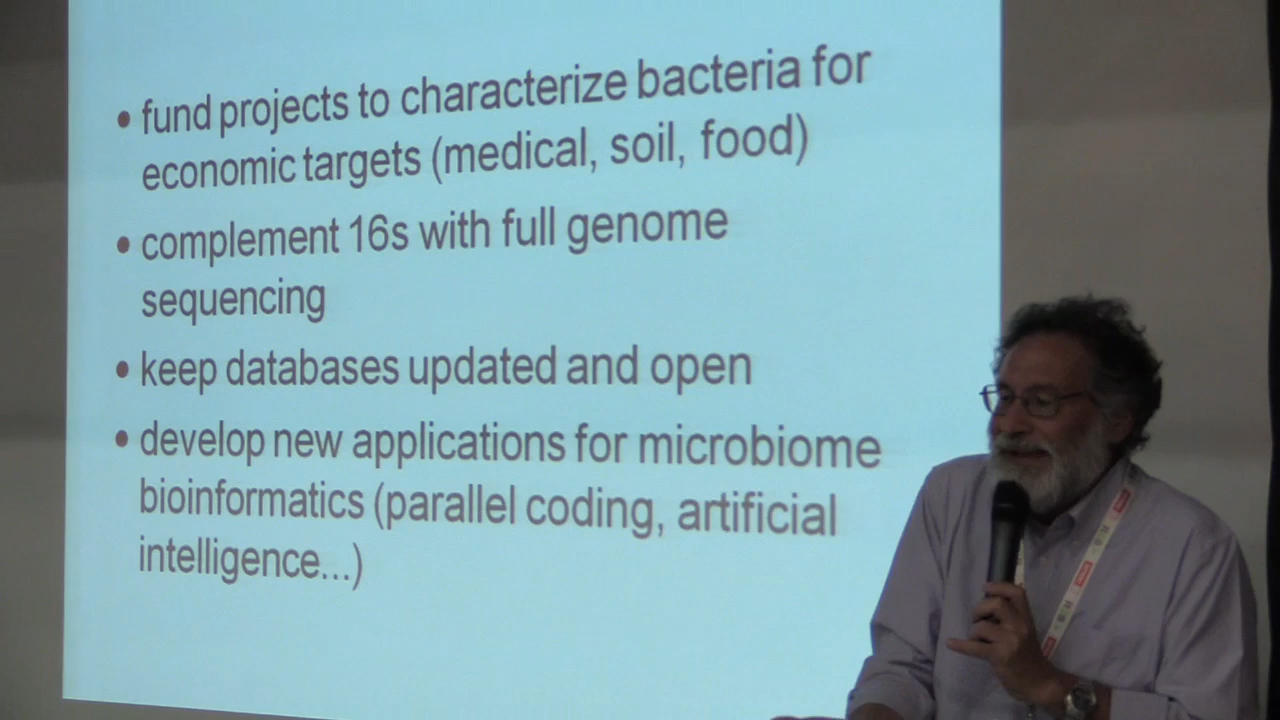 • fund projects to characterize bacteria for
economic targets (medical, soil, food)
• complement 16s with full genome
sequencing
• keep databases updated and open
• develop new applications for microbiome
bioinformatics (parallel coding, artificial
intelligence...)